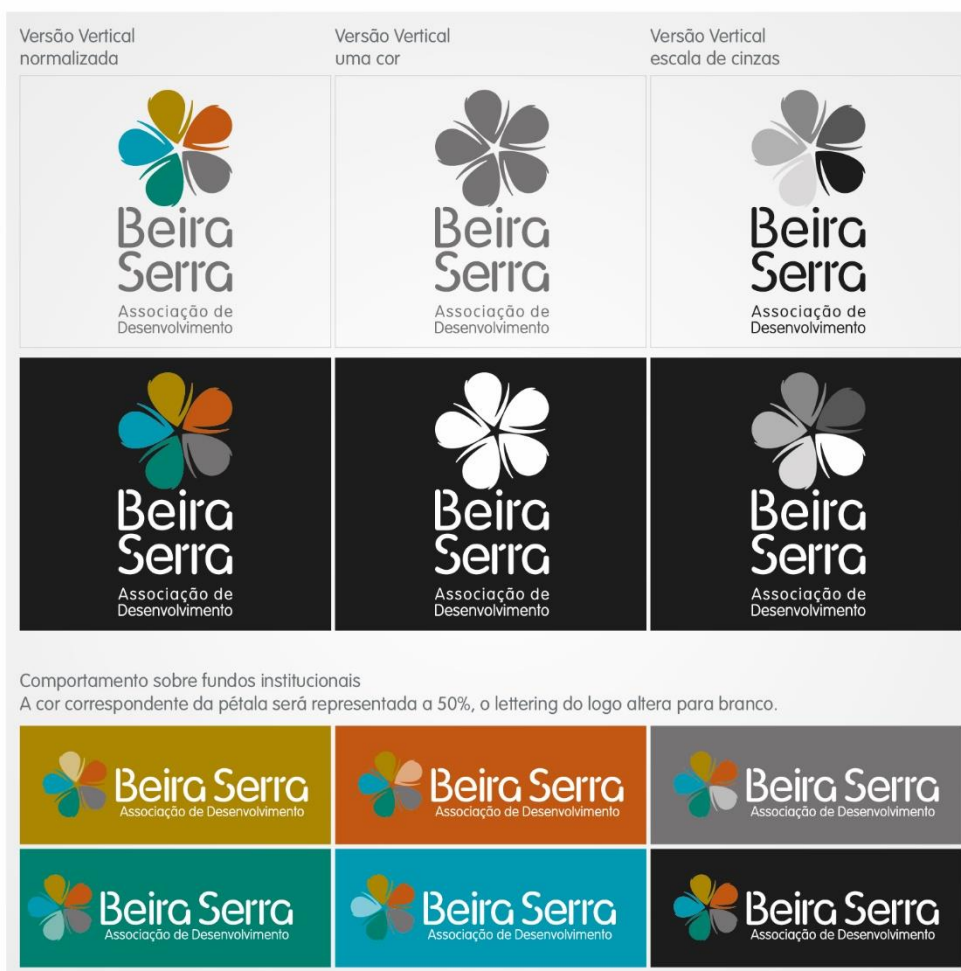 Versão Vertical
normalizada
Versão Vertical
uma cor
Versão Vertical
escala de cinzas
Beira
Serra
Associação de
Desenvolvimento
Beira
Serra
Associação de
Desenvolvimento
Beira
Serra
Associação de
Desenvolvimento
Beira
Serra
Associação de
Desenvolvimento
Beira
Serra
Associação de
Desenvolvimento
Beira
Serra
Associação de
Desenvolvimento
Comportamento sobre fundos institucionais
A cor correspondente da pétala será representada a 50%, o lettering do logo altera para branco.
Beira Serra
Associação de Desenvolvimento
Beira Serra
Associação de Desenvolvimento
Beira Serra
Associação de Desenvolvimento
Beira Serra
Associação de Desenvolvimento
Beira Serra
Associação de Desenvolvimento
Beira Serra
Associação de Desenvolvimento